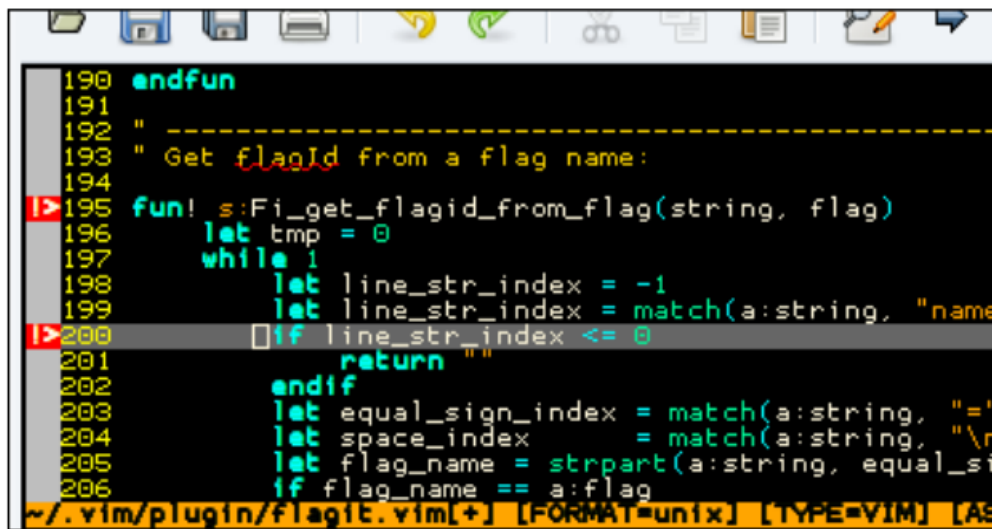 190 endfun
191
192 " -----------------------------------------------
193 " Get flagId from a flag name:
194
|>195 fun! s:Fi_get_flagid_from_flag(string, flag)
196     let tmp = 0
197     while 1
198         let line_str_index = -1
199         let line_str_index = match(a:string, "name
|>200         if line_str_index <= 0
201             return ""
202         endif
203         let equal_sign_index = match(a:string, "="
204         let space_index      = match(a:string, "\n
205         let flag_name = strpart(a:string, equal_si
206         if flag_name == a:flag
~/.vim/plugin/flagit.vim[+] [FORMAT=unix] [TYPE=VIM] [AS